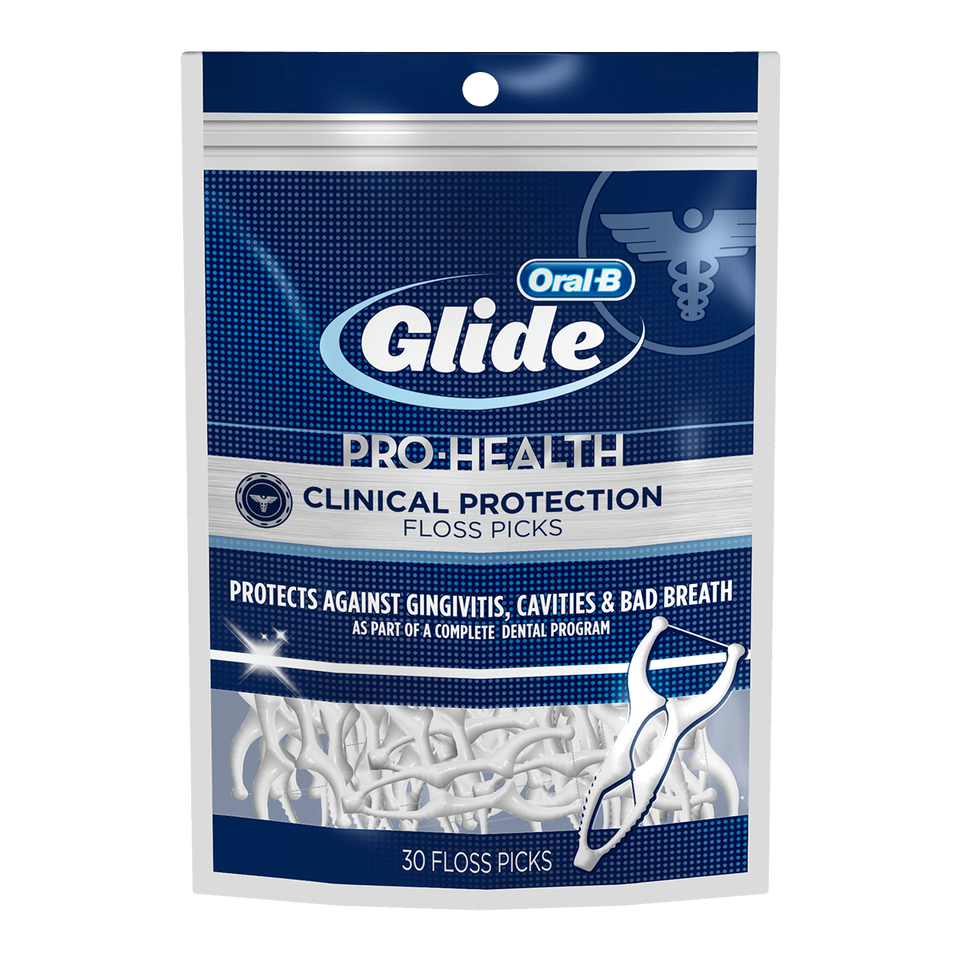 Oral-B
Glide
PRO-HEALTH
CLINICAL PROTECTION
FLOSS PICKS
PROTECTS AGAINST GINGIVITIS, CAVITIES & BAD BREATH
AS PART OF A COMPLETE DENTAL PROGRAM
30 FLOSS PICKS